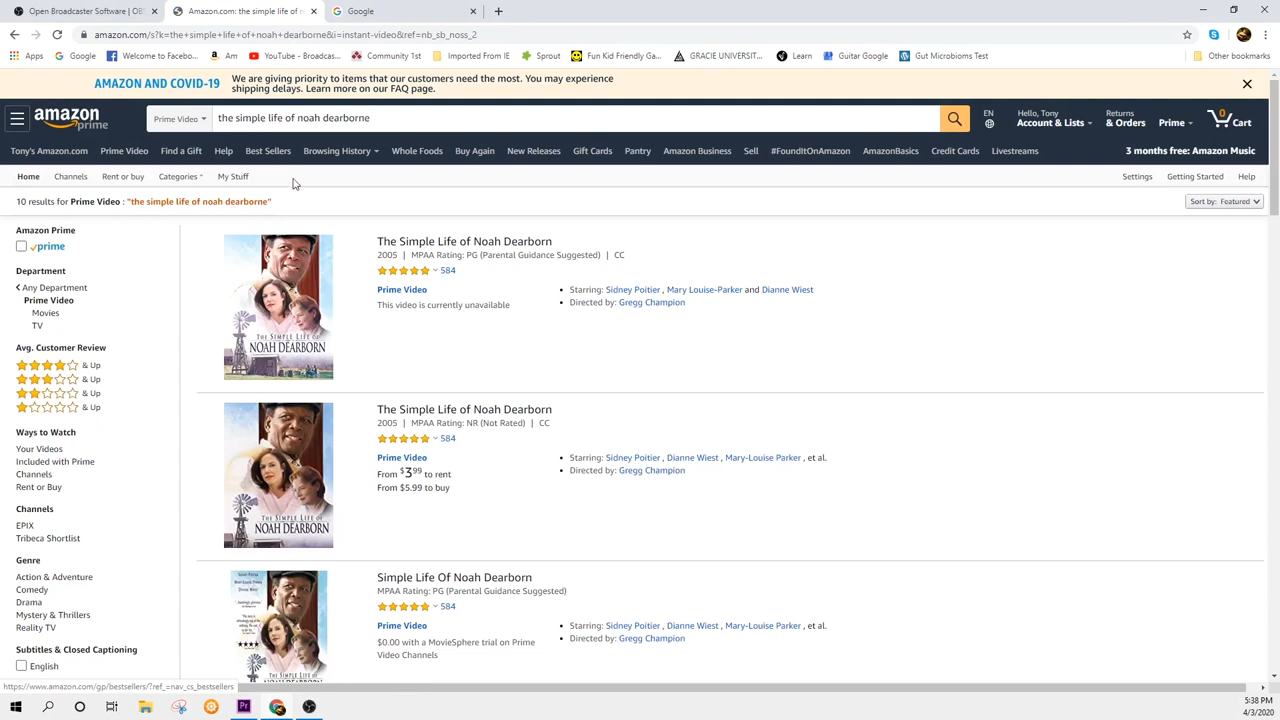 Open Broadcaster Software | OBS
Amazon.com: the simple life of n
Google
amazon.com/s?k=the+simple+life+of+noah+dearborne&i=instant-video&ref=nb_sb_noss_2
Apps
Google
Welcome to Facebo...
Am
YouTube - Broadcas...
Community 1st
Imported From IE
Sprout
Fun Kid Friendly Ga...
GRACIE UNIVERSIT...
Learn
Guitar Google
Gut Microbioms Test
Other bookmarks
AMAZON AND COVID-19
We are giving priority to items that our customers need the most. You may experience
shipping delays. Learn more on our FAQ page.
amazon prime
Prime Video
the simple life of noah dearborne
EN
Hello, Tony
Account & Lists
Returns
& Orders
Prime
0
Cart
Tony's Amazon.com
Prime Video
Find a Gift
Help
Best Sellers
Browsing History
Whole Foods
Buy Again
New Releases
Gift Cards
Pantry
Amazon Business
Sell
#FoundItOnAmazon
AmazonBasics
Credit Cards
Livestreams
3 months free: Amazon Music
Home
Channels
Rent or buy
Categories
My Stuff
Settings
Getting Started
Help
10 results for Prime Video : "the simple life of noah dearborne"
Sort by: Featured
Amazon Prime
prime
Department
Any Department
Prime Video
Movies
TV
Avg. Customer Review
& Up
& Up
& Up
& Up
Ways to Watch
Your Videos
Included with Prime
Channels
Rent or Buy
Channels
EPIX
Tribeca Shortlist
Genre
Action & Adventure
Comedy
Drama
Mystery & Thrillers
Reality TV
Subtitles & Closed Captioning
English
THE SIMPLE LIFE OF
NOAH DEARBORN
The Simple Life of Noah Dearborn
2005 | MPAA Rating: PG (Parental Guidance Suggested) | CC
584
Prime Video
This video is currently unavailable
Starring: Sidney Poitier , Mary Louise-Parker and Dianne Wiest
Directed by: Gregg Champion
THE SIMPLE LIFE OF
NOAH DEARBORN
The Simple Life of Noah Dearborn
2005 | MPAA Rating: NR (Not Rated) | CC
584
Prime Video
From $3.99 to rent
From $5.99 to buy
Starring: Sidney Poitier , Dianne Wiest , Mary-Louise Parker , et al.
Directed by: Gregg Champion
THE SIMPLE LIFE OF
Simple Life Of Noah Dearborn
MPAA Rating: PG (Parental Guidance Suggested)
584
Prime Video
$0.00 with a MovieSphere trial on Prime
Video Channels
Starring: Sidney Poitier , Dianne Wiest , Mary-Louise Parker , et al.
Directed by: Gregg Champion
https://www.amazon.com/gp/bestsellers/?ref_=nav_cs_bestsellers
Pr
5:38 PM
4/3/2020